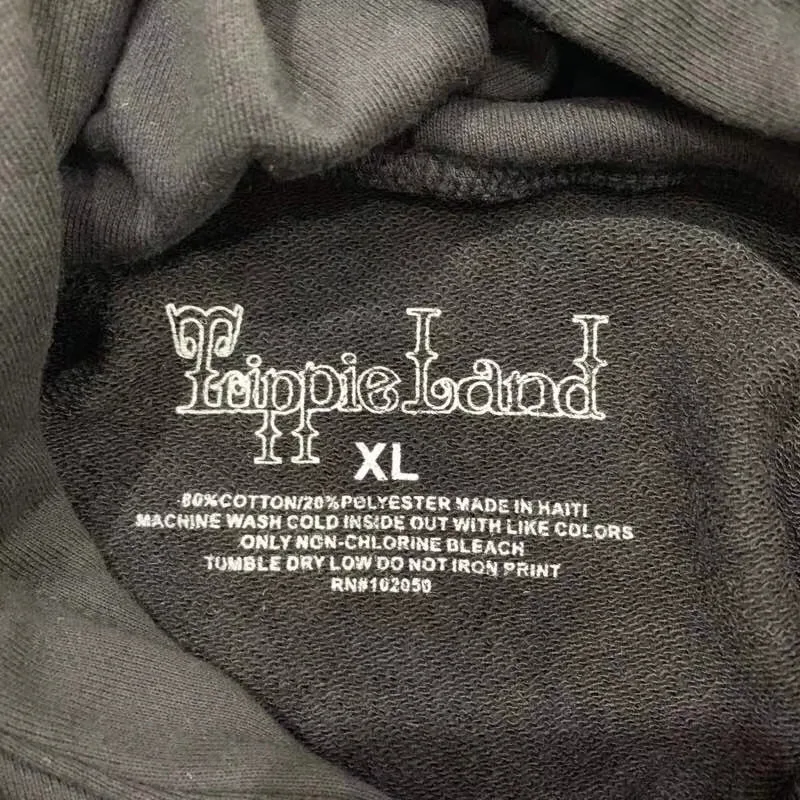 Trippie Land
XL
80%COTTON/20%POLYESTER MADE IN HAITI
MACHINE WASH COLD INSIDE OUT WITH LIKE COLORS
ONLY NON-CHLORINE BLEACH
TUMBLE DRY LOW DO NOT IRON PRINT
RN#102050